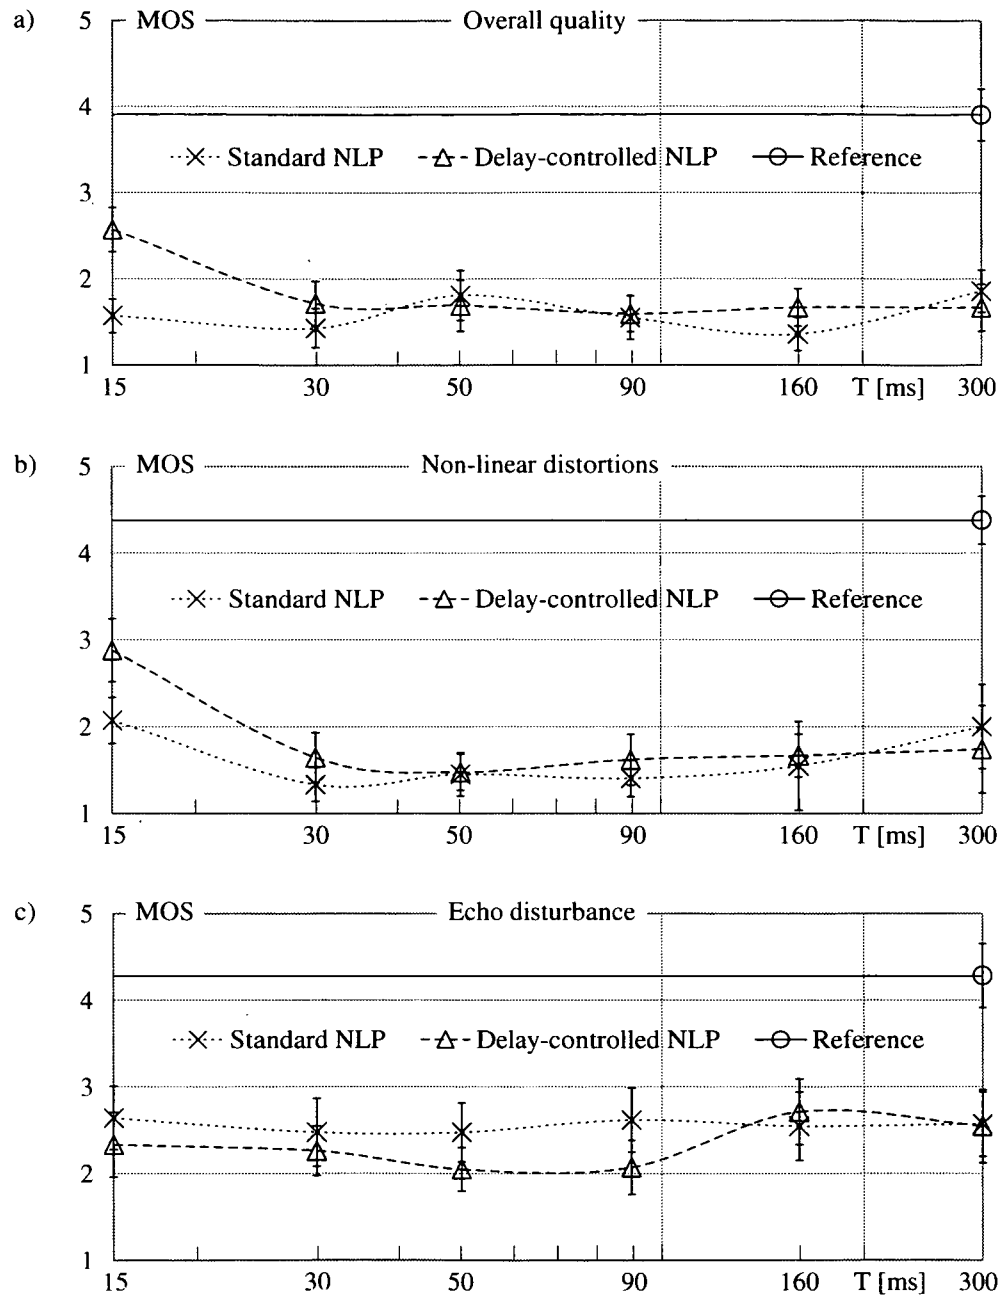 a) 5 MOS Overall quality
4
Standard NLP Delay-controlled NLP Reference
3
2
1
15 30 50 90 160 T [ms] 300
b) 5 MOS Non-linear distortions
4
Standard NLP Delay-controlled NLP Reference
3
2
1
15 30 50 90 160 T [ms] 300
c) 5 MOS Echo disturbance
4
Standard NLP Delay-controlled NLP Reference
3
2
1
15 30 50 90 160 T [ms] 300